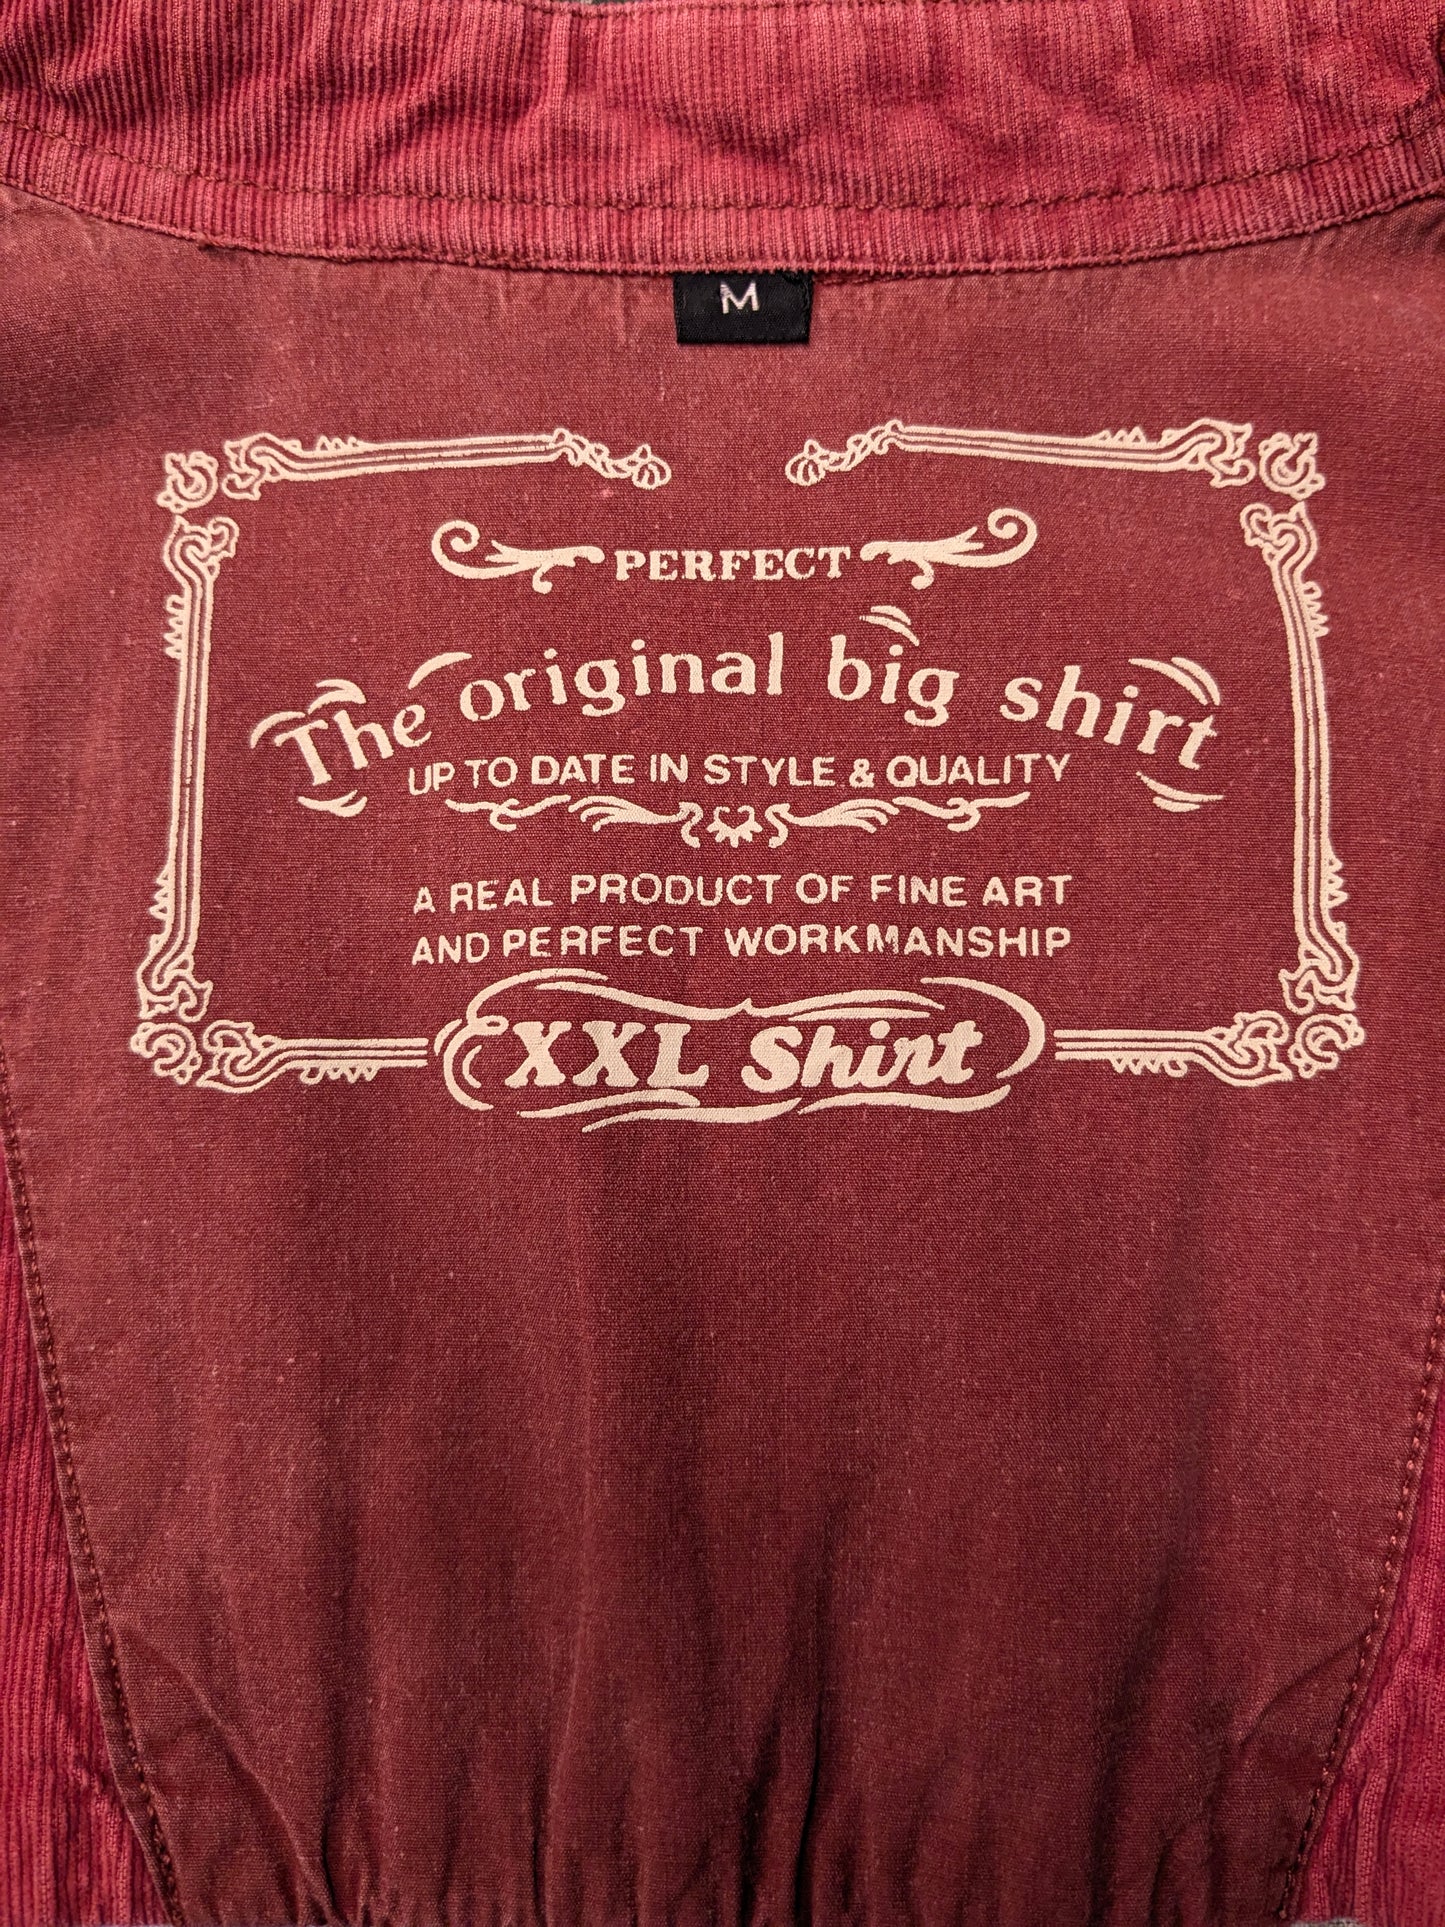 M
PERFECT
The original big shirt
UP TO DATE IN STYLE & QUALITY
A REAL PRODUCT OF FINE ART
AND PERFECT WORKMANSHIP
XXL Shirt